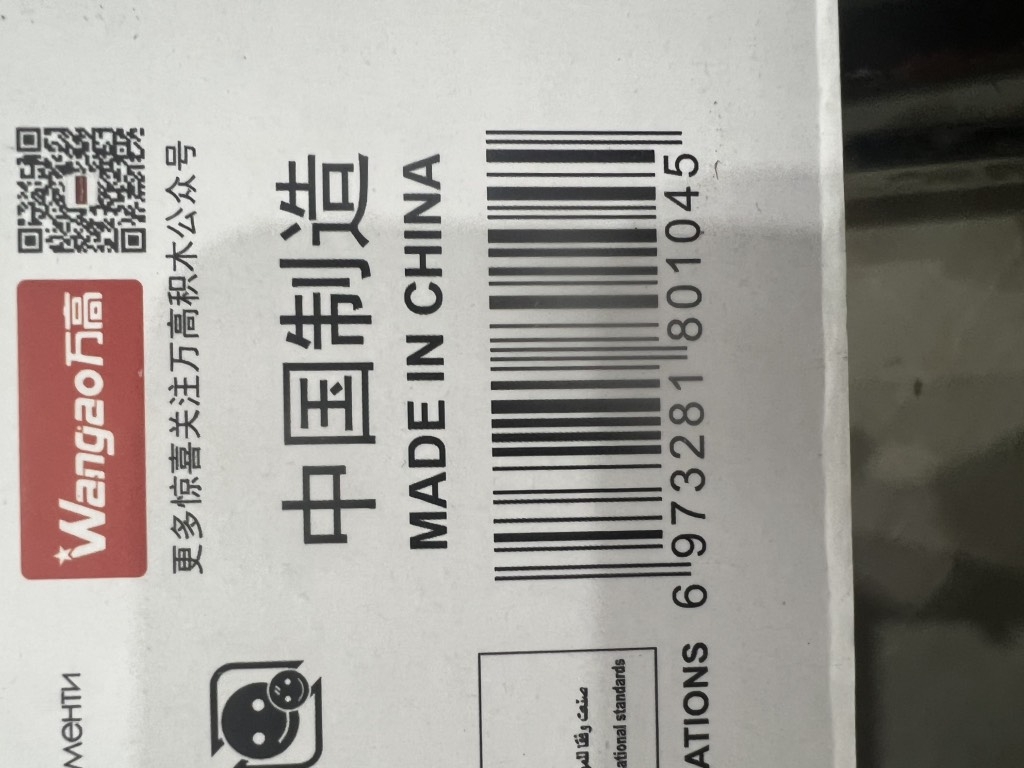 Wangao万高
更多惊喜关注万高积木公众号
中国制造
MADE IN CHINA
6 973281 801045
менти
ational standards
ATIONS